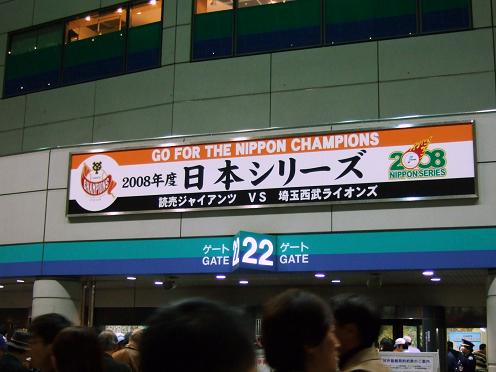 GO FOR THE NIPPON CHAMPIONS
CHAMPIONS
2008年度 日本シリーズ
読売ジャイアンツ VS 埼玉西武ライオンズ
2008
NIPPON SERIES
ゲート
GATE
22
22
ゲート
GATE